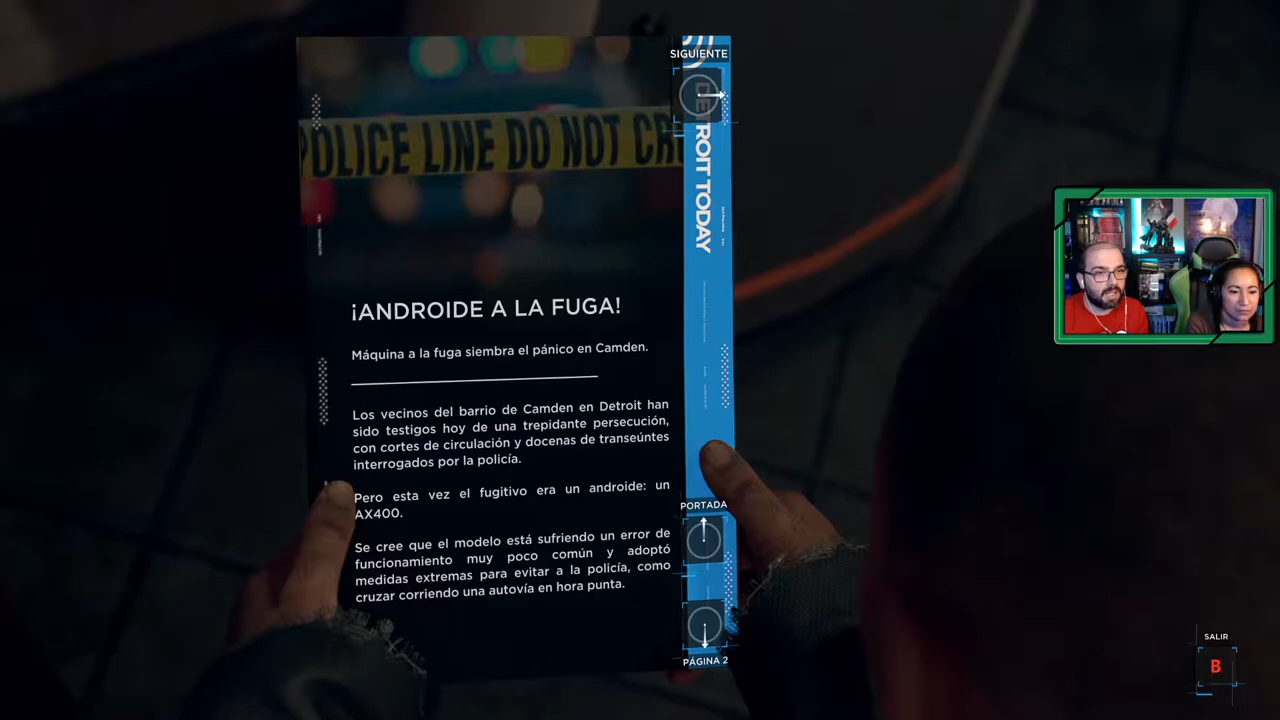 SIGUIENTE
POLICE LINE DO NOT CR
DETROIT TODAY
¡ANDROIDE A LA FUGA!
Máquina a la fuga siembra el pánico en Camden.
Los vecinos del barrio de Camden en Detroit han
sido testigos hoy de una trepidante persecución,
con cortes de circulación y docenas de transeúntes
interrogados por la policía.
Pero esta vez el fugitivo era un androide: un
AX400.
Se cree que el modelo está sufriendo un error de
funcionamiento muy poco común y adoptó
medidas extremas para evitar a la policía, como
cruzar corriendo una autovía en hora punta.
PORTADA
PÁGINA 2
SALIR
B